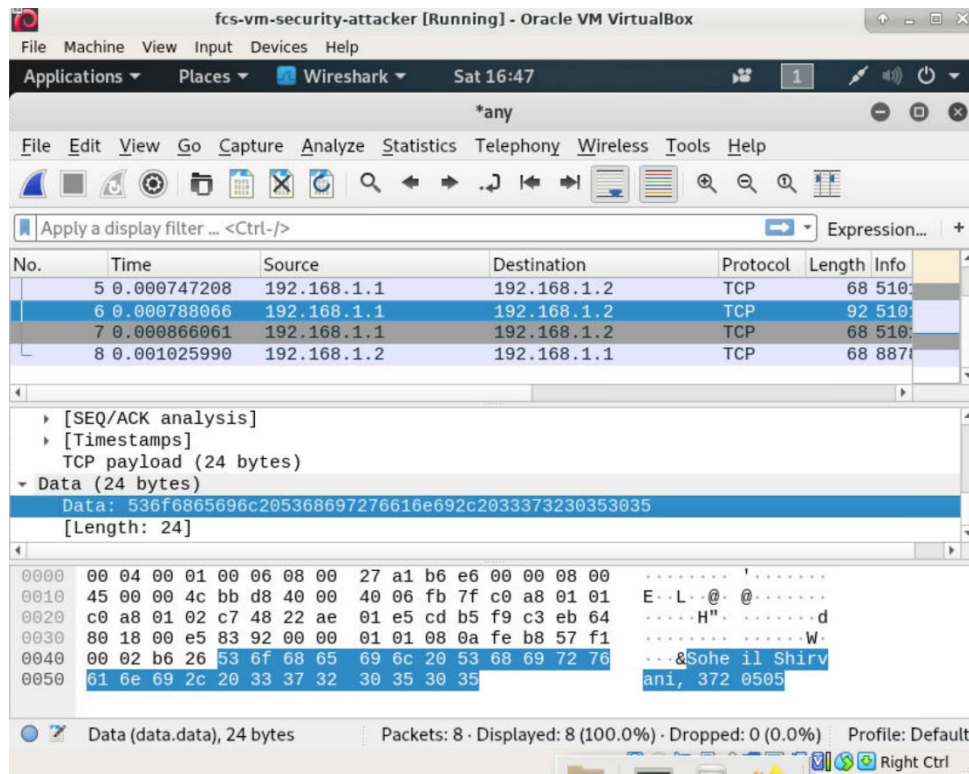 fcs-vm-security-attacker [Running] - Oracle VM VirtualBox
File Machine View Input Devices Help
Applications Places Wireshark Sat 16:47 1
*any
File Edit View Go Capture Analyze Statistics Telephony Wireless Tools Help
Apply a display filter ... <Ctrl-/> Expression... +
No. Time Source Destination Protocol Length Info
5 0.000747208 192.168.1.1 192.168.1.2 TCP 68 510
6 0.000788066 192.168.1.1 192.168.1.2 TCP 92 510
7 0.000866061 192.168.1.1 192.168.1.2 TCP 68 510
8 0.001025990 192.168.1.2 192.168.1.1 TCP 68 887
[SEQ/ACK analysis]
[Timestamps]
TCP payload (24 bytes)
Data (24 bytes)
Data: 536f6865696c205368697276616e692c2033373230353035
[Length: 24]
0000 00 04 00 01 00 06 08 00 27 a1 b6 e6 00 00 08 00 ········ '·······
0010 45 00 00 4c bb d8 40 00 40 06 fb 7f c0 a8 01 01 E··L··@· @·······
0020 c0 a8 01 02 c7 48 22 ae 01 e5 cd b5 f9 c3 eb 64 ·····H"· ·······d
0030 80 18 00 e5 83 92 00 00 01 01 08 0a fe b8 57 f1 ········ ······W·
0040 00 02 b6 26 53 6f 68 65 69 6c 20 53 68 69 72 76 ···&Sohe il Shirv
0050 61 6e 69 2c 20 33 37 32 30 35 30 35 ani, 372 0505
Data (data.data), 24 bytes Packets: 8 · Displayed: 8 (100.0%) · Dropped: 0 (0.0%) Profile: Default
Right Ctrl